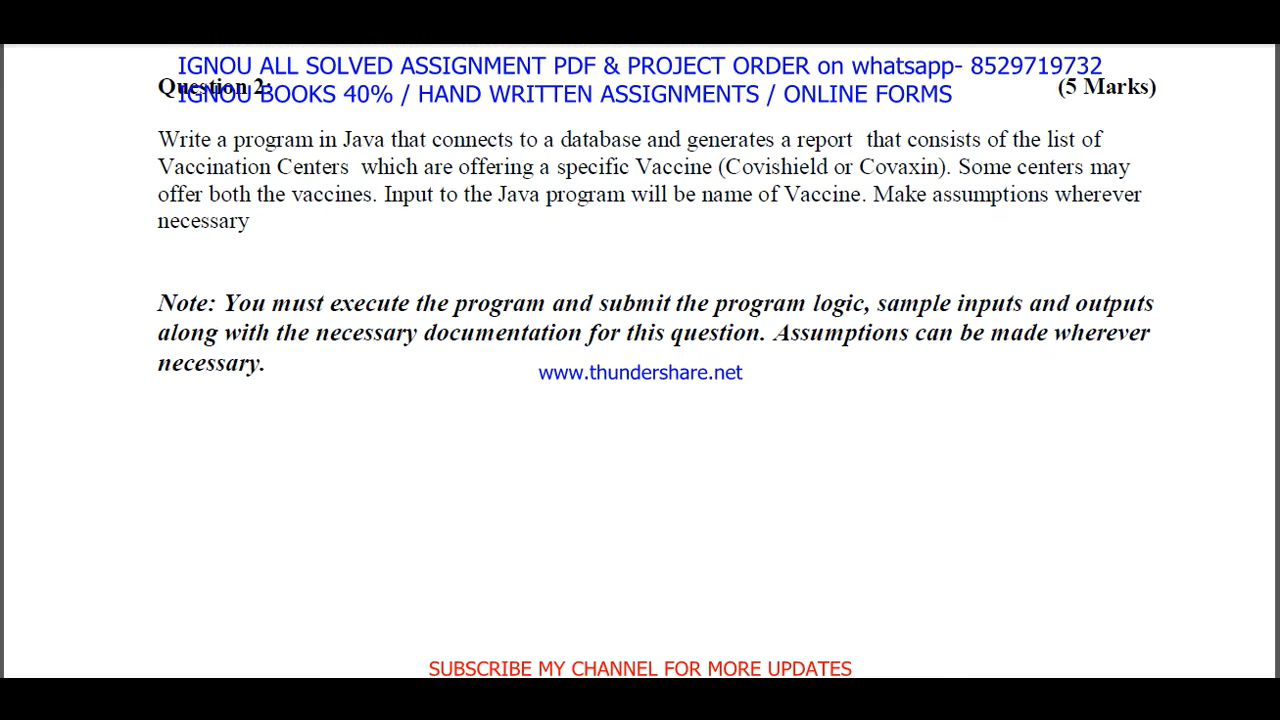 IGNOU ALL SOLVED ASSIGNMENT PDF & PROJECT ORDER on whatsapp- 8529719732
Question 2: (5 Marks)
IGNOU BOOKS 40% / HAND WRITTEN ASSIGNMENTS / ONLINE FORMS
Write a program in Java that connects to a database and generates a report that consists of the list of
Vaccination Centers which are offering a specific Vaccine (Covishield or Covaxin). Some centers may
offer both the vaccines. Input to the Java program will be name of Vaccine. Make assumptions wherever
necessary
Note: You must execute the program and submit the program logic, sample inputs and outputs
along with the necessary documentation for this question. Assumptions can be made wherever
necessary.
www.thundershare.net
SUBSCRIBE MY CHANNEL FOR MORE UPDATES